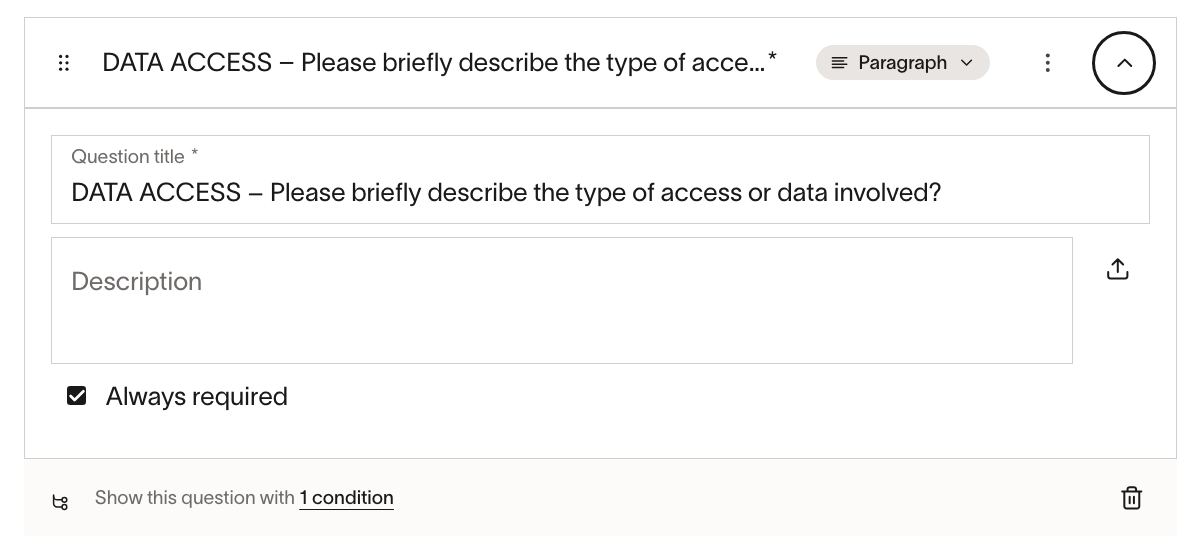 DATA ACCESS – Please briefly describe the type of acce...*
Paragraph
Question title *
DATA ACCESS – Please briefly describe the type of access or data involved?
Description
Always required
Show this question with 1 condition